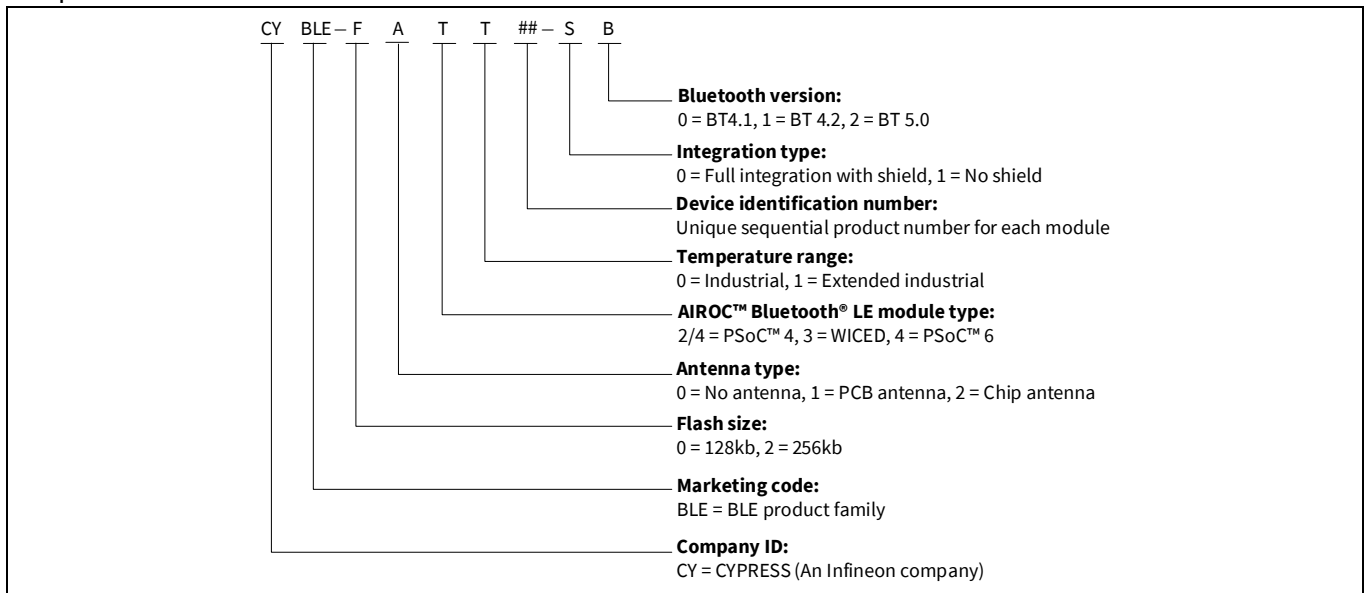 CY BLE – F A T T ## – S B
Bluetooth version:
0 = BT4.1, 1 = BT 4.2, 2 = BT 5.0
Integration type:
0 = Full integration with shield, 1 = No shield
Device identification number:
Unique sequential product number for each module
Temperature range:
0 = Industrial, 1 = Extended industrial
AIROC™ Bluetooth® LE module type:
2/4 = PSoC™ 4, 3 = WICED, 4 = PSoC™ 6
Antenna type:
0 = No antenna, 1 = PCB antenna, 2 = Chip antenna
Flash size:
0 = 128kb, 2 = 256kb
Marketing code:
BLE = BLE product family
Company ID:
CY = CYPRESS (An Infineon company)